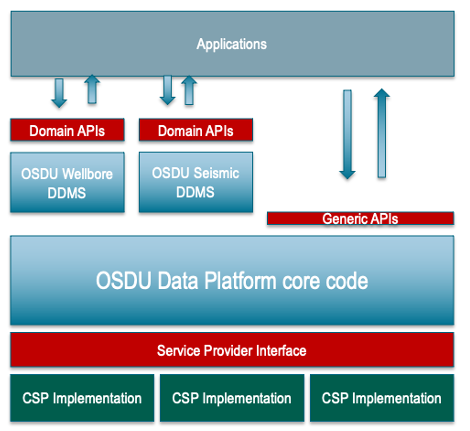 Applications
Domain APIs
Domain APIs
OSDU Wellbore
DDMS
OSDU Seismic
DDMS
Generic APIs
OSDU Data Platform core code
Service Provider Interface
CSP Implementation
CSP Implementation
CSP Implementation